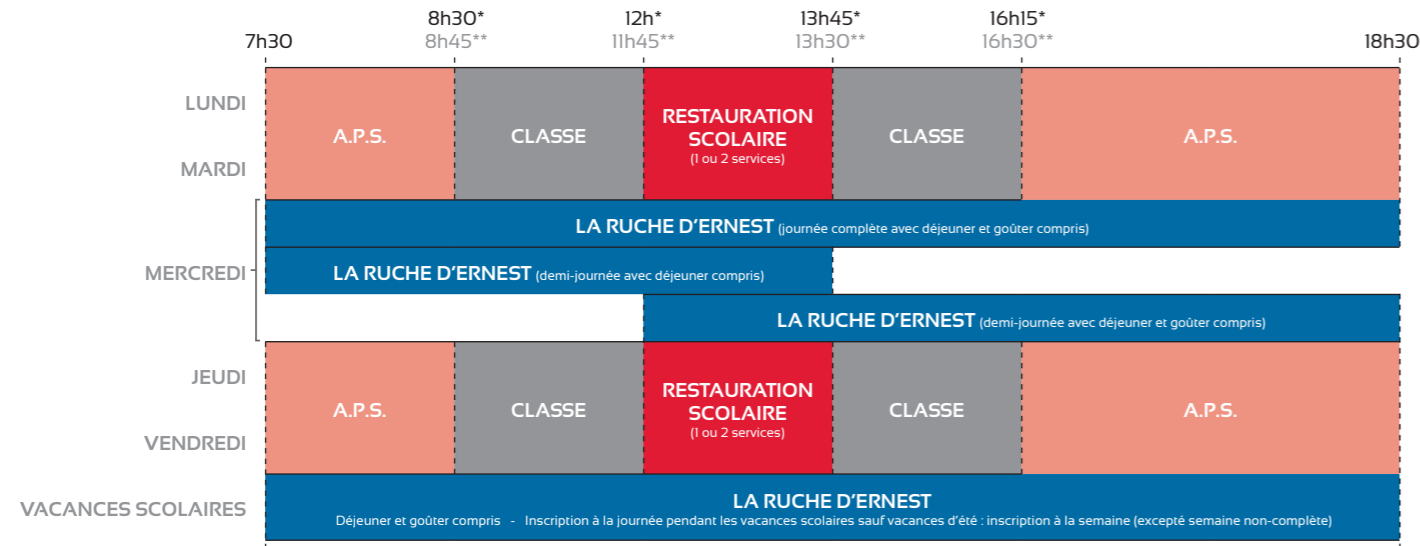 8h30* 12h* 13h45* 16h15*
7h30 8h45** 11h45** 13h30** 16h30** 18h30
LUNDI
MARDI
A.P.S. CLASSE RESTAURATION SCOLAIRE (1 ou 2 services) CLASSE A.P.S.
LA RUCHE D'ERNEST (journée complète avec déjeuner et goûter compris)
MERCREDI
LA RUCHE D'ERNEST (demi-journée avec déjeuner compris)
LA RUCHE D'ERNEST (demi-journée avec déjeuner et goûter compris)
JEUDI
VENDREDI
A.P.S. CLASSE RESTAURATION SCOLAIRE (1 ou 2 services) CLASSE A.P.S.
VACANCES SCOLAIRES
LA RUCHE D'ERNEST
Déjeuner et goûter compris - Inscription à la journée pendant les vacances scolaires sauf vacances d'été : inscription à la semaine (excepté semaine non-complète)